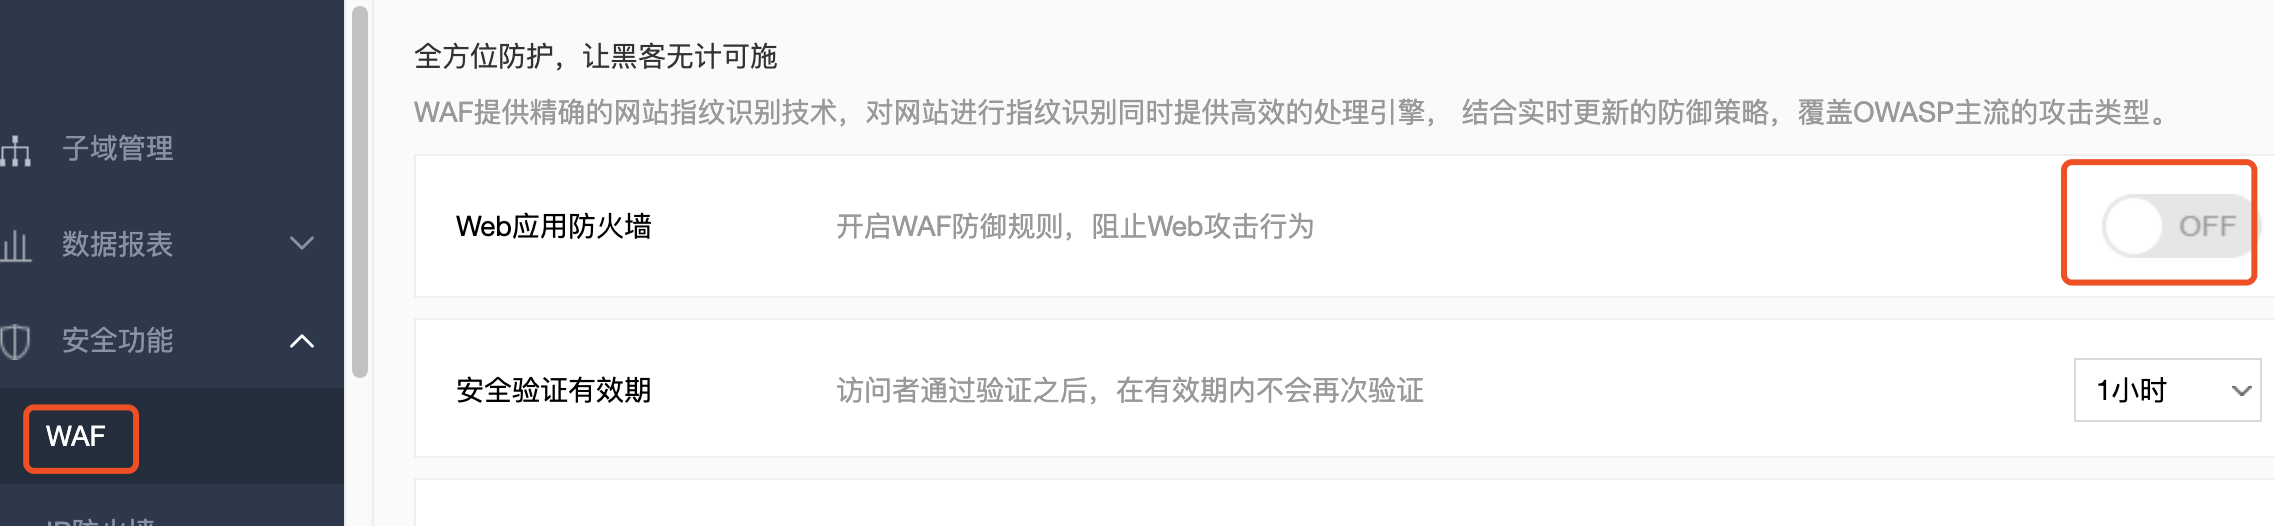 全方位防护，让黑客无计可施
WAF提供精确的网站指纹识别技术，对网站进行指纹识别同时提供高效的处理引擎， 结合实时更新的防御策略，覆盖OWASP主流的攻击类型。
子域管理
数据报表
安全功能
WAF
IP防火墙
Web应用防火墙
开启WAF防御规则，阻止Web攻击行为
OFF
安全验证有效期
访问者通过验证之后，在有效期内不会再次验证
1小时